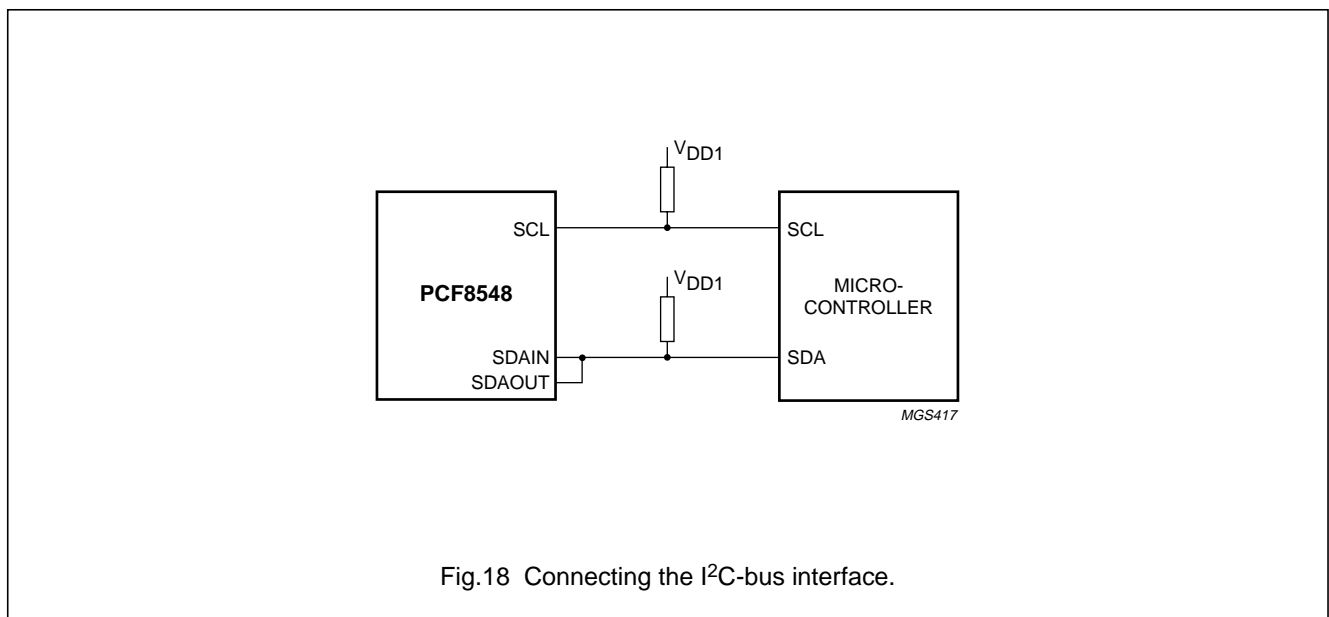 VDD1
SCL
SCL
PCF8548
VDD1
MICRO-
CONTROLLER
SDAIN
SDAOUT
SDA
MGS417
Fig.18 Connecting the I²C-bus interface.